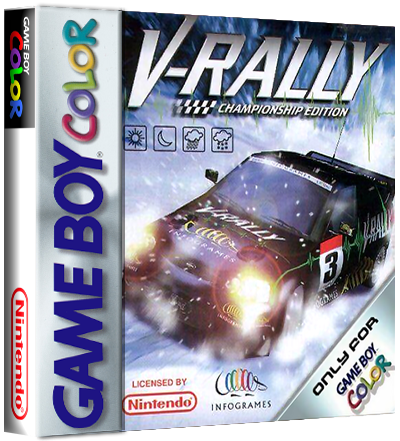 GAME BOY
COLOR
Nintendo
GAME BOY COLOR
V-RALLY
CHAMPIONSHIP EDITION
V-RALLY
INFOGRAMES
3
LICENSED BY
Nintendo
INFOGRAMES
ONLY FOR
GAME BOY
COLOR